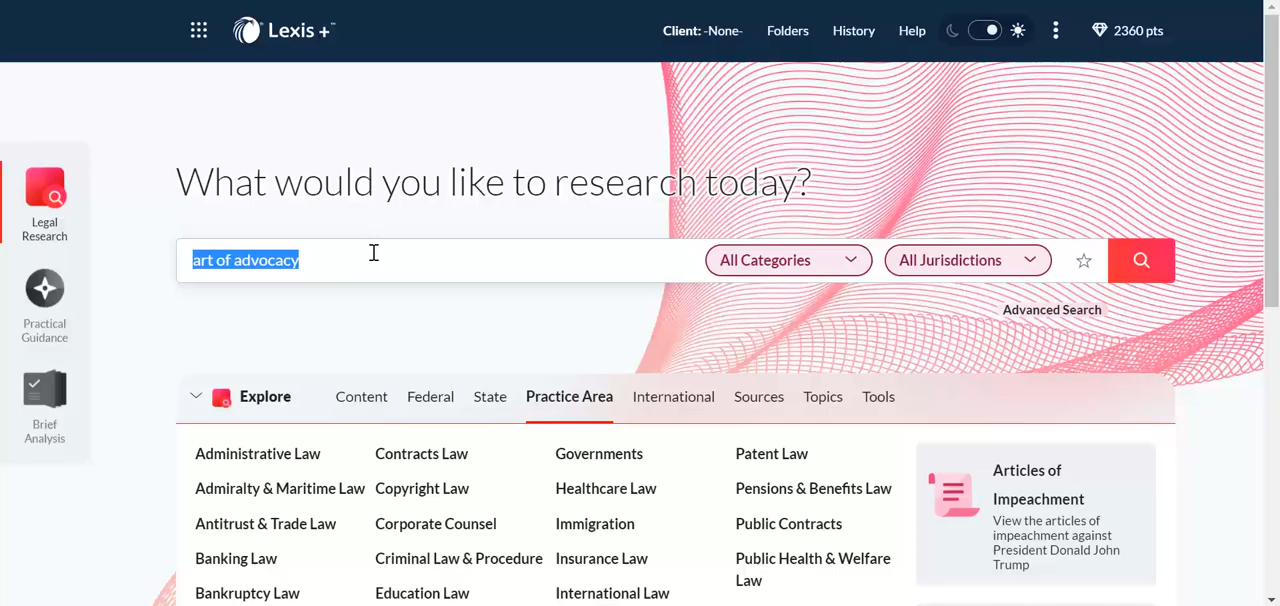 Lexis +™
Client: -None-
Folders
History
Help
2360 pts
Legal
Research
Practical
Guidance
Brief
Analysis
What would you like to research today?
art of advocacy
All Categories
All Jurisdictions
Advanced Search
Explore
Content
Federal
State
Practice Area
International
Sources
Topics
Tools
Administrative Law
Admiralty & Maritime Law
Antitrust & Trade Law
Banking Law
Bankruptcy Law
Contracts Law
Copyright Law
Corporate Counsel
Criminal Law & Procedure
Education Law
Governments
Healthcare Law
Immigration
Insurance Law
International Law
Patent Law
Pensions & Benefits Law
Public Contracts
Public Health & Welfare
Law
Articles of
Impeachment
View the articles of
impeachment against
President Donald John
Trump